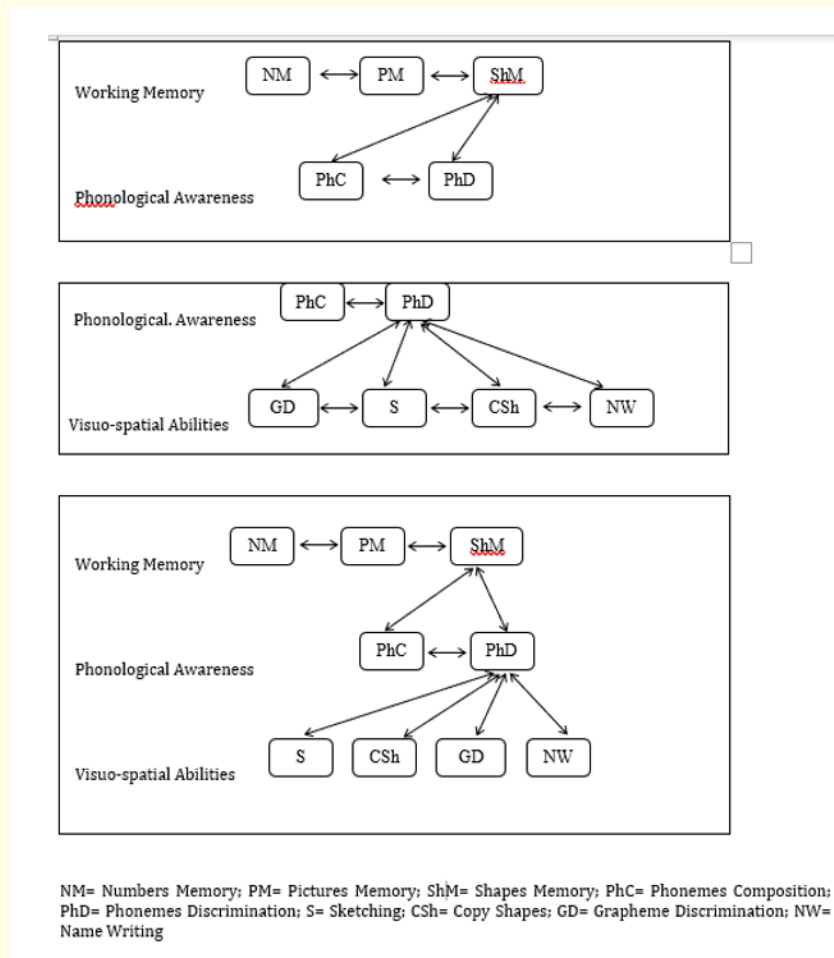 NM PM ShM
Working Memory
PhC PhD
Phonological Awareness
PhC PhD
Phonological. Awareness
GD S CSh NW
Visuo-spatial Abilities
NM PM ShM
Working Memory
PhC PhD
Phonological Awareness
S CSh GD NW
Visuo-spatial Abilities
NM= Numbers Memory; PM= Pictures Memory; ShM= Shapes Memory; PhC= Phonemes Composition;
PhD= Phonemes Discrimination; S= Sketching; CSh= Copy Shapes; GD= Grapheme Discrimination; NW=
Name Writing